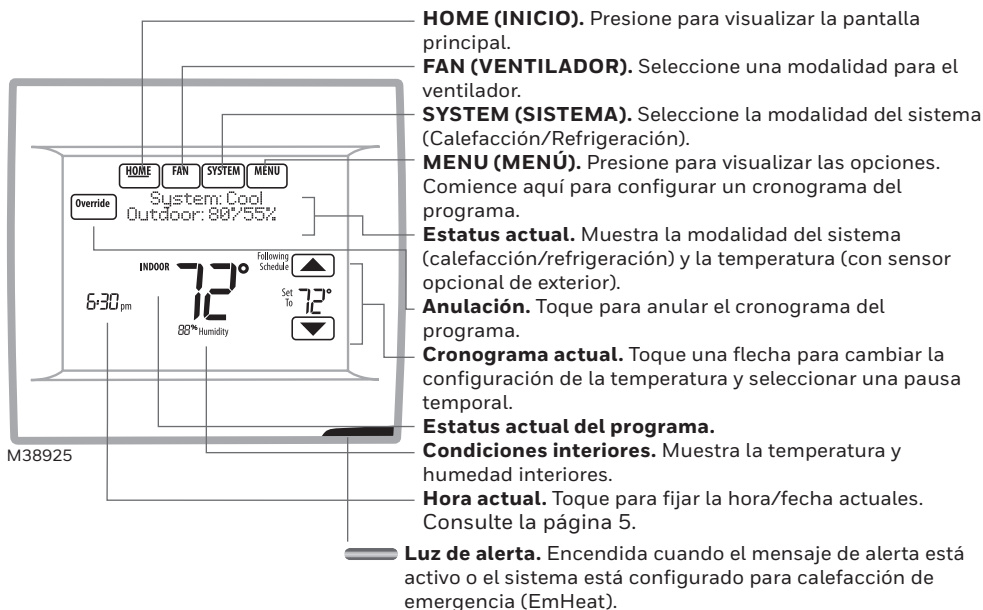 HOME (INICIO). Presione para visualizar la pantalla
principal.
FAN (VENTILADOR). Seleccione una modalidad para el
ventilador.
SYSTEM (SISTEMA). Seleccione la modalidad del sistema
(Calefacción/Refrigeración).
MENU (MENÚ). Presione para visualizar las opciones.
Comience aquí para configurar un cronograma del
programa.
Estatus actual. Muestra la modalidad del sistema
(calefacción/refrigeración) y la temperatura (con sensor
opcional de exterior).
Anulación. Toque para anular el cronograma del
programa.
Cronograma actual. Toque una flecha para cambiar la
configuración de la temperatura y seleccionar una pausa
temporal.
Estatus actual del programa.
Condiciones interiores. Muestra la temperatura y
humedad interiores.
Hora actual. Toque para fijar la hora/fecha actuales.
Consulte la página 5.
Luz de alerta. Encendida cuando el mensaje de alerta está
activo o el sistema está configurado para calefacción de
emergencia (EmHeat).
HOME FAN SYSTEM MENU
Override
System: Cool
Outdoor: 80°/55%
INDOOR 72°
Following
Schedule
6:30 pm
Set
To 72°
88% Humidity
M38925